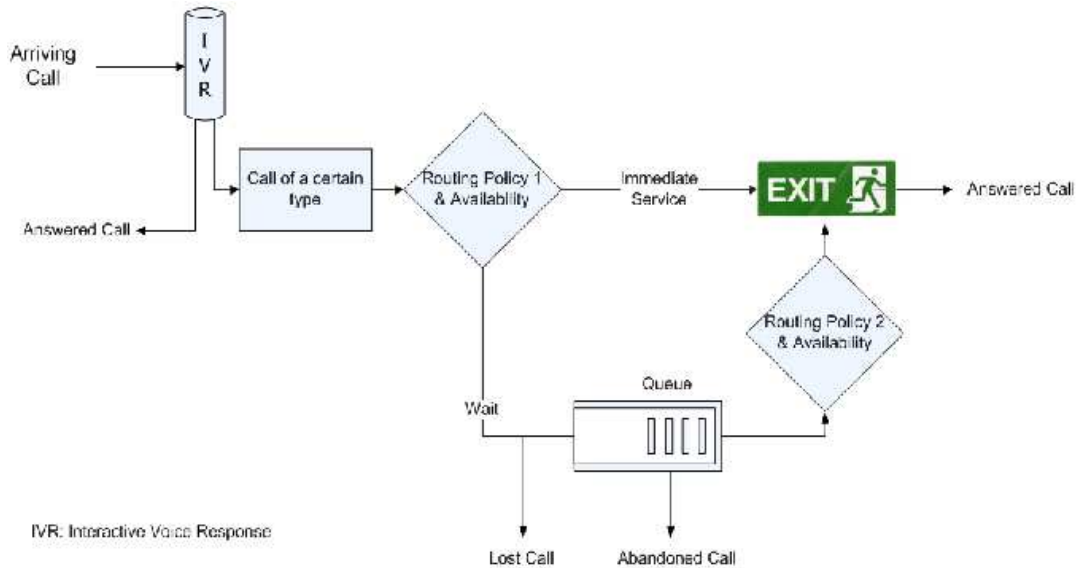 Arriving
Call
I
V
R
Call of a certain
type
Routing Policy 1
& Availability
Immediate
Service
EXIT
Answered Call
Answered Call
Routing Policy 2
& Availability
Queue
Wait
IVR: Interactive Voice Response
Lost Call
Abandoned Call